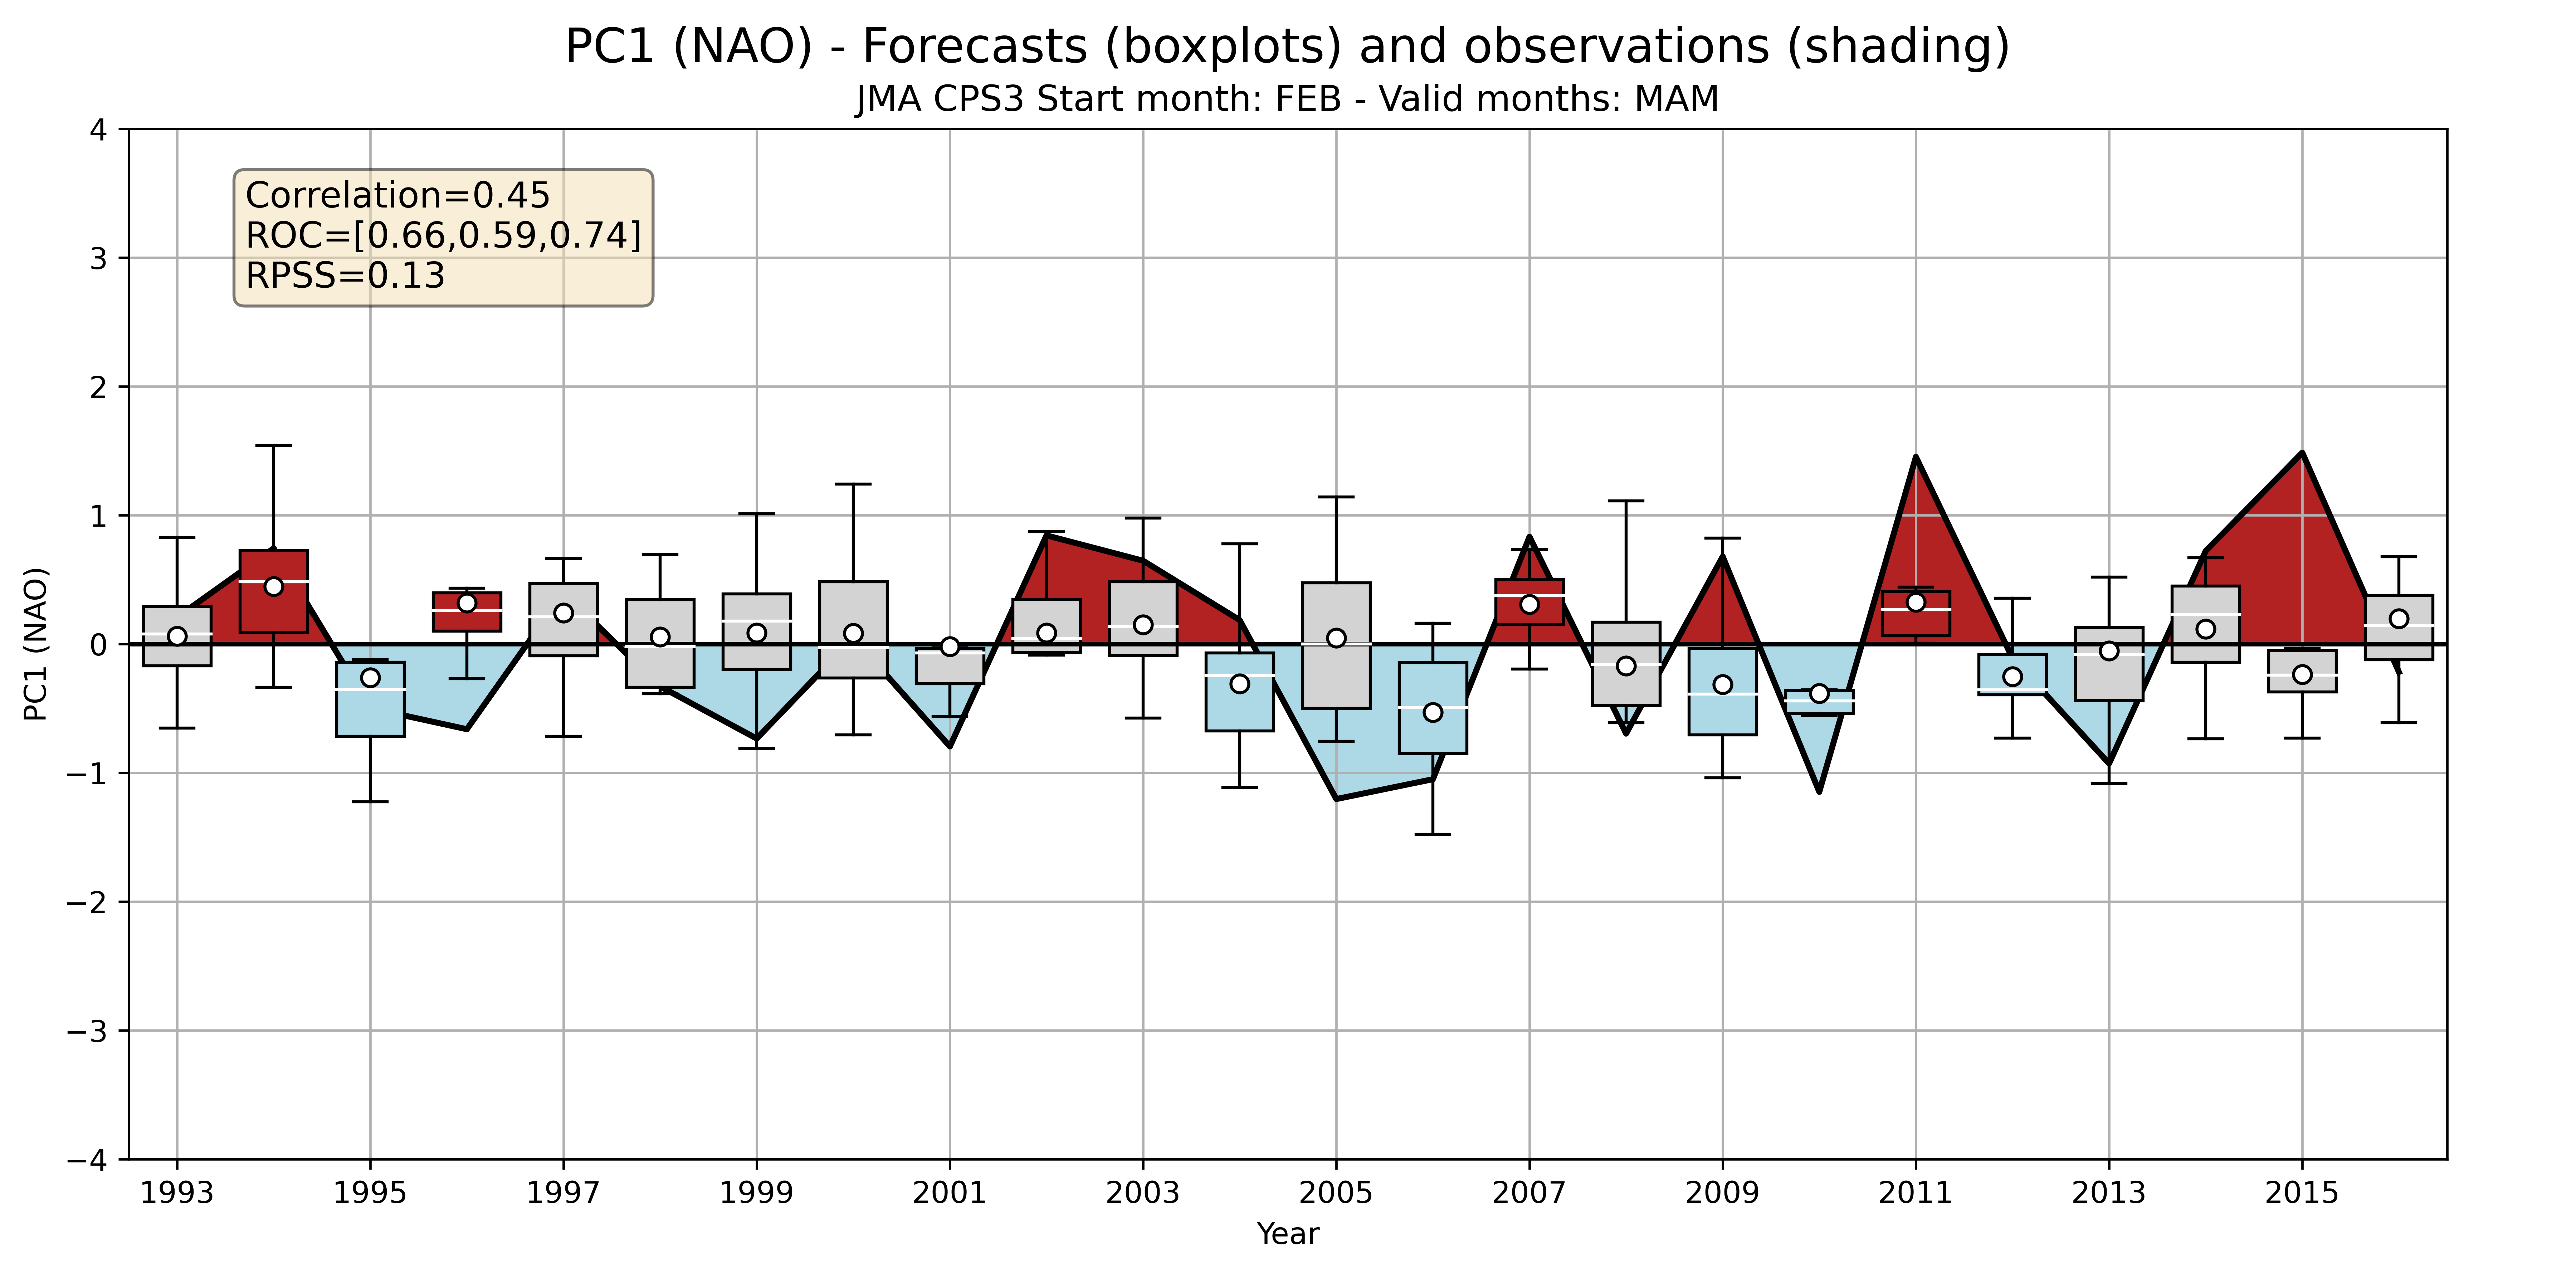 PC1 (NAO) - Forecasts (boxplots) and observations (shading)
JMA CPS3 Start month: FEB - Valid months: MAM
Correlation=0.45
ROC=[0.66,0.59,0.74]
RPSS=0.13
PC1 (NAO)
4
3
2
1
0
−1
−2
−3
−4
1993 1995 1997 1999 2001 2003 2005 2007 2009 2011 2013 2015
Year